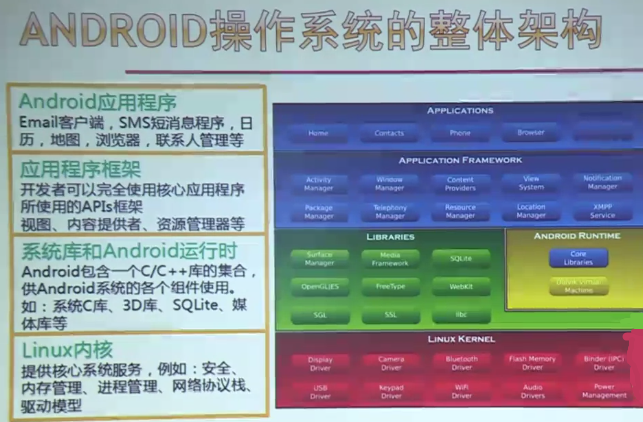 ANDROID操作系统的整体架构
Android应用程序
Email客户端，SMS短消息程序，日
历，地图，浏览器，联系人管理等
应用程序框架
开发者可以完全使用核心应用程序
所使用的APIs框架
视图、内容提供者、资源管理器等
系统库和Android运行时
Android包含一个C/C++库的集合，
供Android系统的各个组件使用。
如：系统C库、3D库、SQLite、媒
体库等
Linux内核
提供核心系统服务，例如：安全、
内存管理、进程管理、网络协议栈、
驱动模型
APPLICATIONS
Home Contacts Phone Browser
APPLICATION FRAMEWORK
Activity Manager
Window Manager
Content Providers
View System
Notification Manager
Package Manager
Telephony Manager
Resource Manager
Location Manager
XMPP Service
LIBRARIES
Surface Manager
Media Framework
SQLite
OpenGL|ES
FreeType
WebKit
SGL
SSL
libc
ANDROID RUNTIME
Core Libraries
Dalvik Virtual Machine
LINUX KERNEL
Display Driver
Camera Driver
Bluetooth Driver
Flash Memory Driver
Binder (IPC) Driver
USB Driver
Keypad Driver
WiFi Driver
Audio Drivers
Power Management